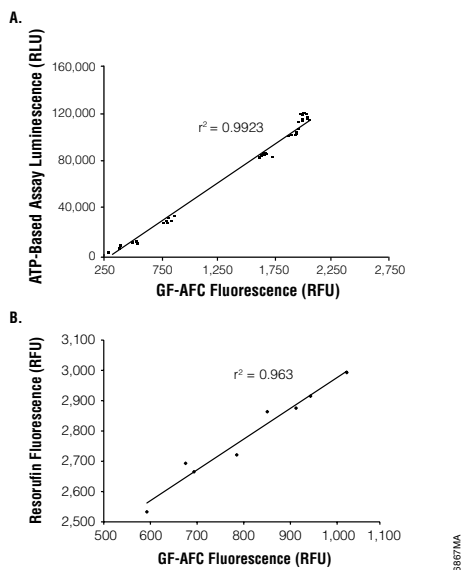 A.
ATP-Based Assay Luminescence (RLU)
160,000
120,000
80,000
40,000
0
r² = 0.9923
250 750 1,250 1,750 2,250 2,750
GF-AFC Fluorescence (RFU)
B.
Resorufin Fluorescence (RFU)
3,100
3,000
2,900
2,800
2,700
2,600
2,500
r² = 0.963
500 600 700 800 900 1,000 1,100
GF-AFC Fluorescence (RFU)
6867MA